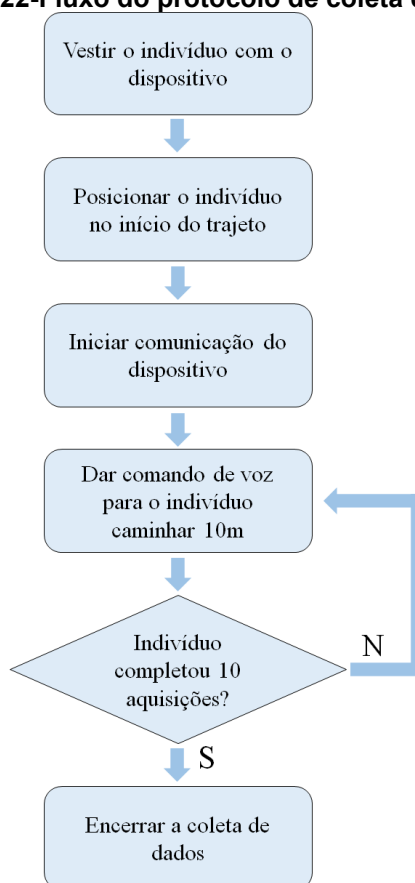 22-Fluxo do protocolo de coleta
Vestir o indivíduo com o
dispositivo
Posicionar o indivíduo
no início do trajeto
Iniciar comunicação do
dispositivo
Dar comando de voz
para o indivíduo
caminhar 10m
Indivíduo
completou 10
aquisições?
N
S
Encerrar a coleta de
dados